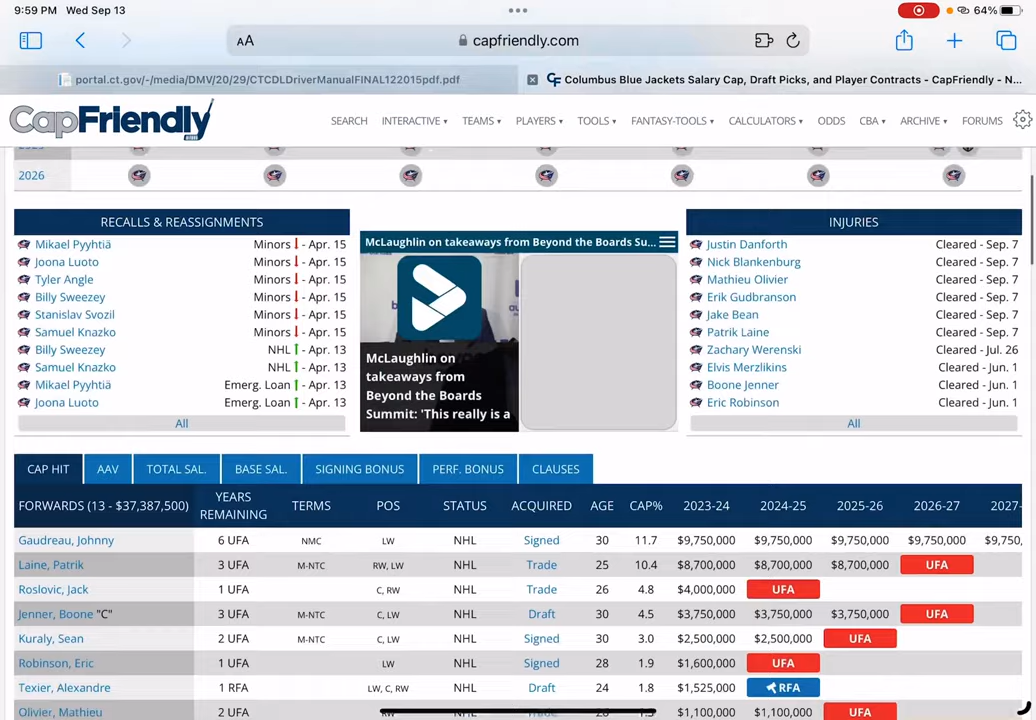 9:59 PM Wed Sep 13
64%
AA capfriendly.com
portal.ct.gov/-/media/DMV/20/29/CTCDLDriverManualFINAL122015pdf.pdf
CF Columbus Blue Jackets Salary Cap, Draft Picks, and Player Contracts - CapFriendly - N...
CapFriendly SEARCH INTERACTIVE TEAMS PLAYERS TOOLS FANTASY-TOOLS CALCULATORS ODDS CBA ARCHIVE FORUMS
2026
RECALLS & REASSIGNMENTS
Mikael Pyyhtiä Minors - Apr. 15
Joona Luoto Minors - Apr. 15
Tyler Angle Minors - Apr. 15
Billy Sweezey Minors - Apr. 15
Stanislav Svozil Minors - Apr. 15
Samuel Knazko Minors - Apr. 15
Billy Sweezey NHL - Apr. 13
Samuel Knazko NHL - Apr. 13
Mikael Pyyhtiä Emerg. Loan - Apr. 13
Joona Luoto Emerg. Loan - Apr. 13
All
McLaughlin on takeaways from Beyond the Boards Su...
McLaughlin on
takeaways from
Beyond the Boards
Summit: 'This really is a
INJURIES
Justin Danforth Cleared - Sep. 7
Nick Blankenburg Cleared - Sep. 7
Mathieu Olivier Cleared - Sep. 7
Erik Gudbranson Cleared - Sep. 7
Jake Bean Cleared - Sep. 7
Patrik Laine Cleared - Sep. 7
Zachary Werenski Cleared - Jul. 26
Elvis Merzlikins Cleared - Jun. 1
Boone Jenner Cleared - Jun. 1
Eric Robinson Cleared - Jun. 1
All
CAP HIT AAV TOTAL SAL. BASE SAL. SIGNING BONUS PERF. BONUS CLAUSES
FORWARDS (13 - $37,387,500) YEARS REMAINING TERMS POS STATUS ACQUIRED AGE CAP% 2023-24 2024-25 2025-26 2026-27 2027-
Gaudreau, Johnny 6 UFA NMC LW NHL Signed 30 11.7 $9,750,000 $9,750,000 $9,750,000 $9,750,000 $9,750,
Laine, Patrik 3 UFA M-NTC RW, LW NHL Trade 25 10.4 $8,700,000 $8,700,000 $8,700,000 UFA
Roslovic, Jack 1 UFA C, RW NHL Trade 26 4.8 $4,000,000 UFA
Jenner, Boone "C" 3 UFA M-NTC C, LW NHL Draft 30 4.5 $3,750,000 $3,750,000 $3,750,000 UFA
Kuraly, Sean 2 UFA M-NTC C, LW NHL Signed 30 3.0 $2,500,000 $2,500,000 UFA
Robinson, Eric 1 UFA LW NHL Signed 28 1.9 $1,600,000 UFA
Texier, Alexandre 1 RFA LW, C, RW NHL Draft 24 1.8 $1,525,000 RFA
Olivier, Mathieu 2 UFA RW NHL Trade 26 1.3 $1,100,000 $1,100,000 UFA